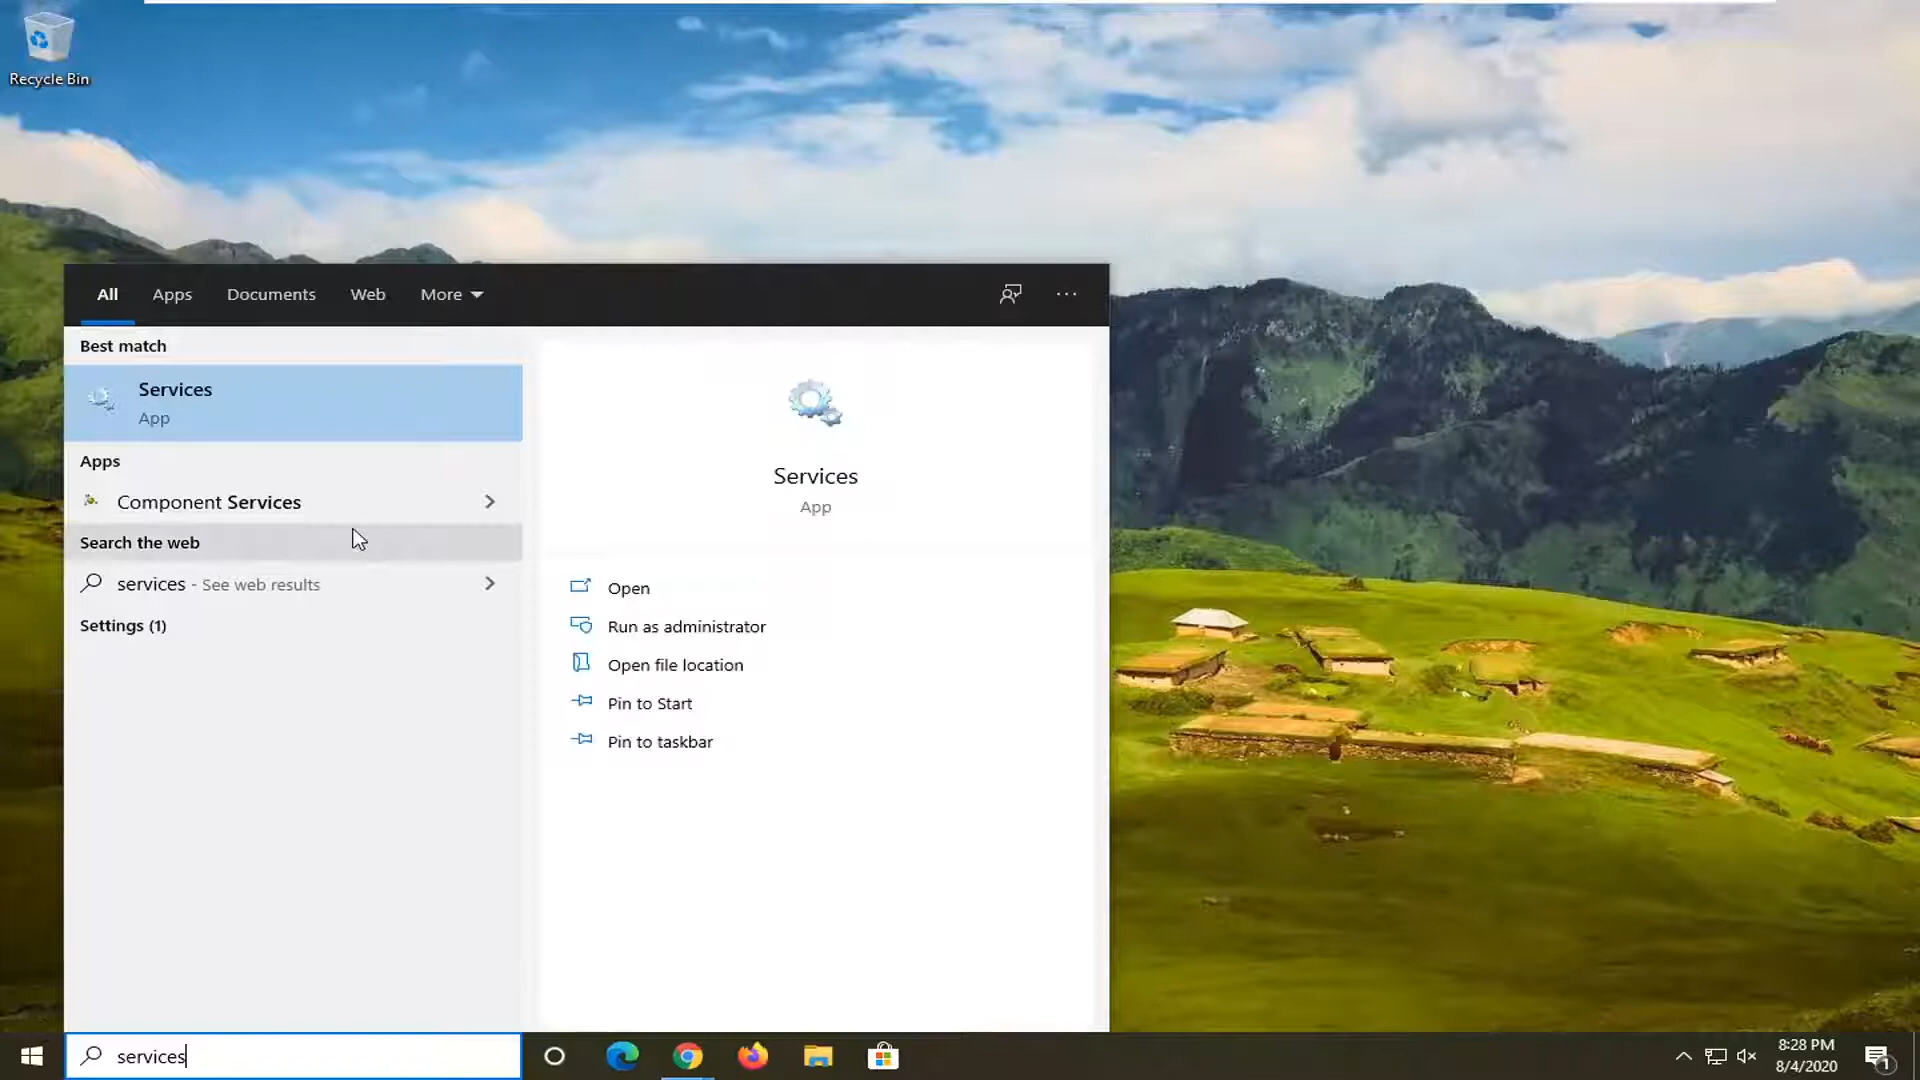 Recycle Bin
All
Apps
Documents
Web
More
Best match
Services
App
Apps
Component Services
Search the web
services - See web results
Settings (1)
Services
App
Open
Run as administrator
Open file location
Pin to Start
Pin to taskbar
services
8:28 PM
8/4/2020
1